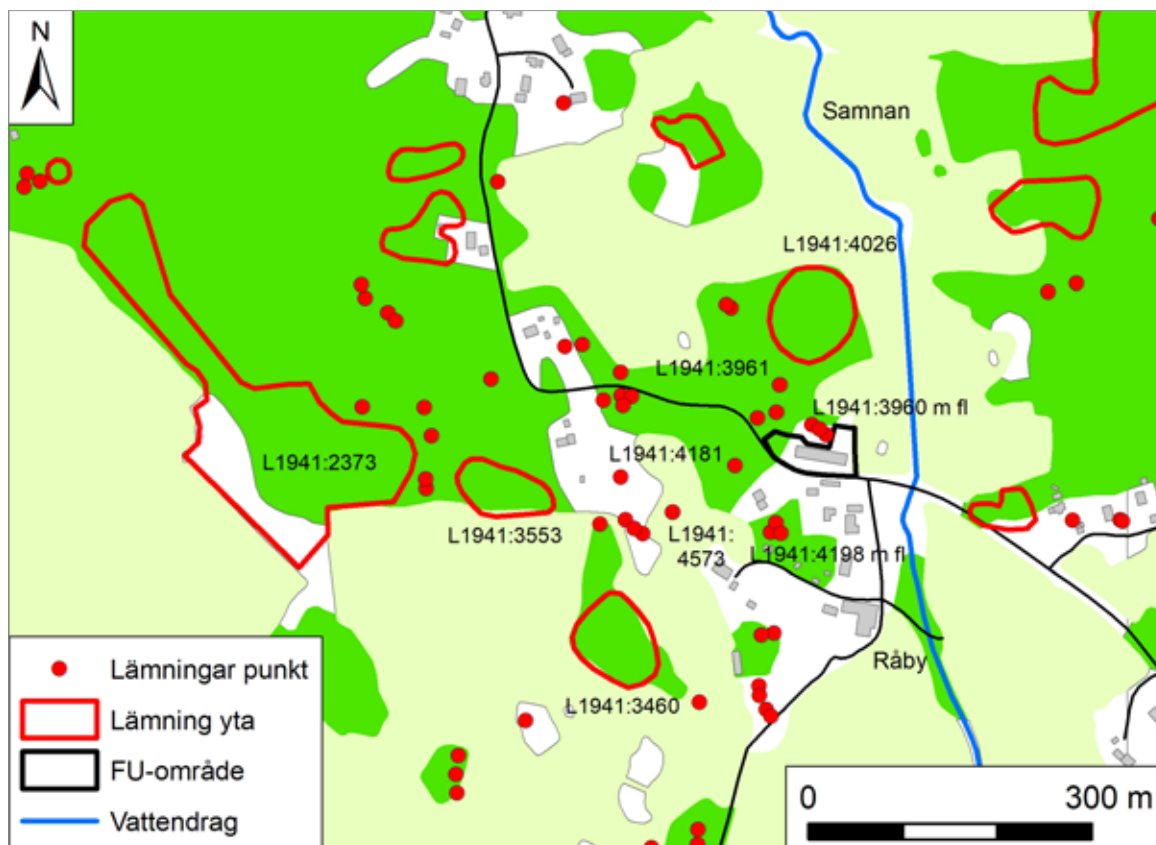 N
Samnan
L1941:4026
L1941:3961
L1941:3960 m fl
L1941:2373
L1941:4181
L1941:3553
L1941:
4573
L1941:4198 m fl
Råby
L1941:3460
Lämningar punkt
Lämning yta
FU-område
Vattendrag
0 300 m